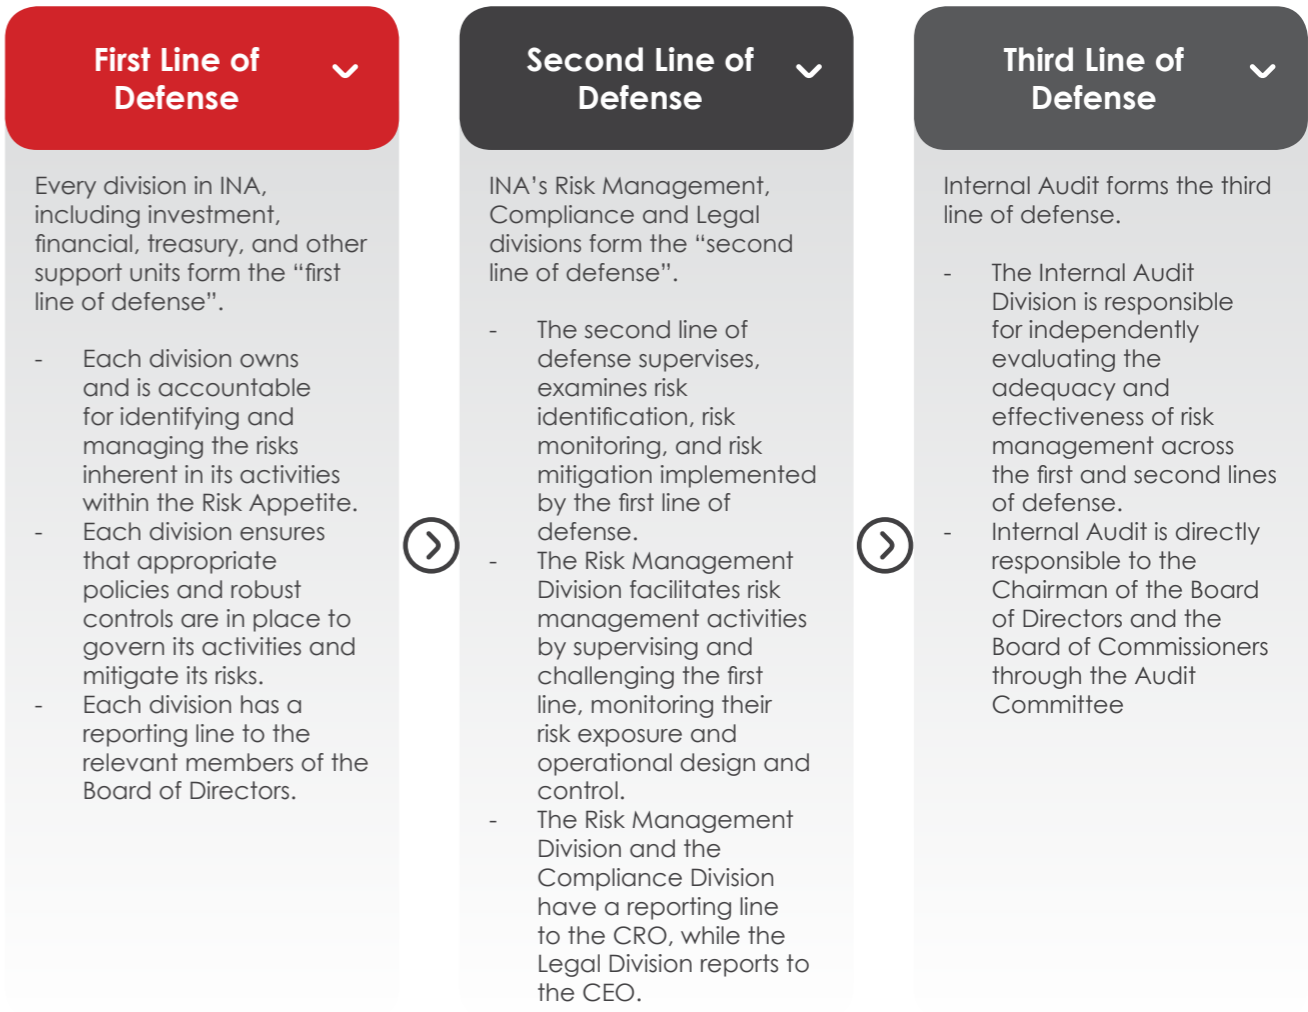 First Line of
Defense
Every division in INA,
including investment,
financial, treasury, and other
support units form the “first
line of defense”.
- Each division owns
and is accountable
for identifying and
managing the risks
inherent in its activities
within the Risk Appetite.
- Each division ensures
that appropriate
policies and robust
controls are in place to
govern its activities and
mitigate its risks.
- Each division has a
reporting line to the
relevant members of the
Board of Directors.
Second Line of
Defense
INA’s Risk Management,
Compliance and Legal
divisions form the “second
line of defense”.
- The second line of
defense supervises,
examines risk
identification, risk
monitoring, and risk
mitigation implemented
by the first line of
defense.
- The Risk Management
Division facilitates risk
management activities
by supervising and
challenging the first
line, monitoring their
risk exposure and
operational design and
control.
- The Risk Management
Division and the
Compliance Division
have a reporting line
to the CRO, while the
Legal Division reports to
the CEO.
Third Line of
Defense
Internal Audit forms the third
line of defense.
- The Internal Audit
Division is responsible
for independently
evaluating the
adequacy and
effectiveness of risk
management across
the first and second lines
of defense.
- Internal Audit is directly
responsible to the
Chairman of the Board
of Directors and the
Board of Commissioners
through the Audit
Committee